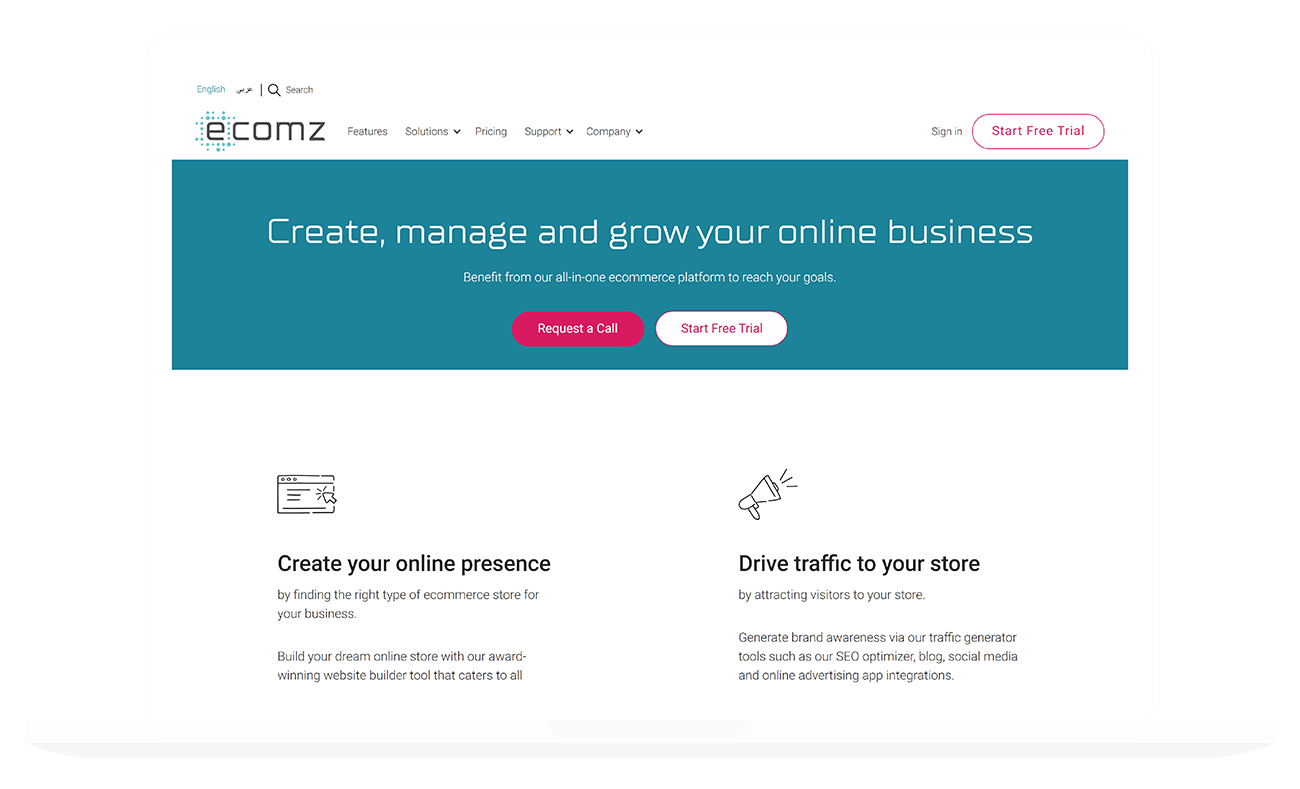 English عربي | Search
ecomz Features Solutions Pricing Support Company Sign in Start Free Trial
Create, manage and grow your online business
Benefit from our all-in-one ecommerce platform to reach your goals.
Request a Call Start Free Trial
Create your online presence
by finding the right type of ecommerce store for
your business.
Build your dream online store with our award-
winning website builder tool that caters to all
Drive traffic to your store
by attracting visitors to your store.
Generate brand awareness via our traffic generator
tools such as our SEO optimizer, blog, social media
and online advertising app integrations.